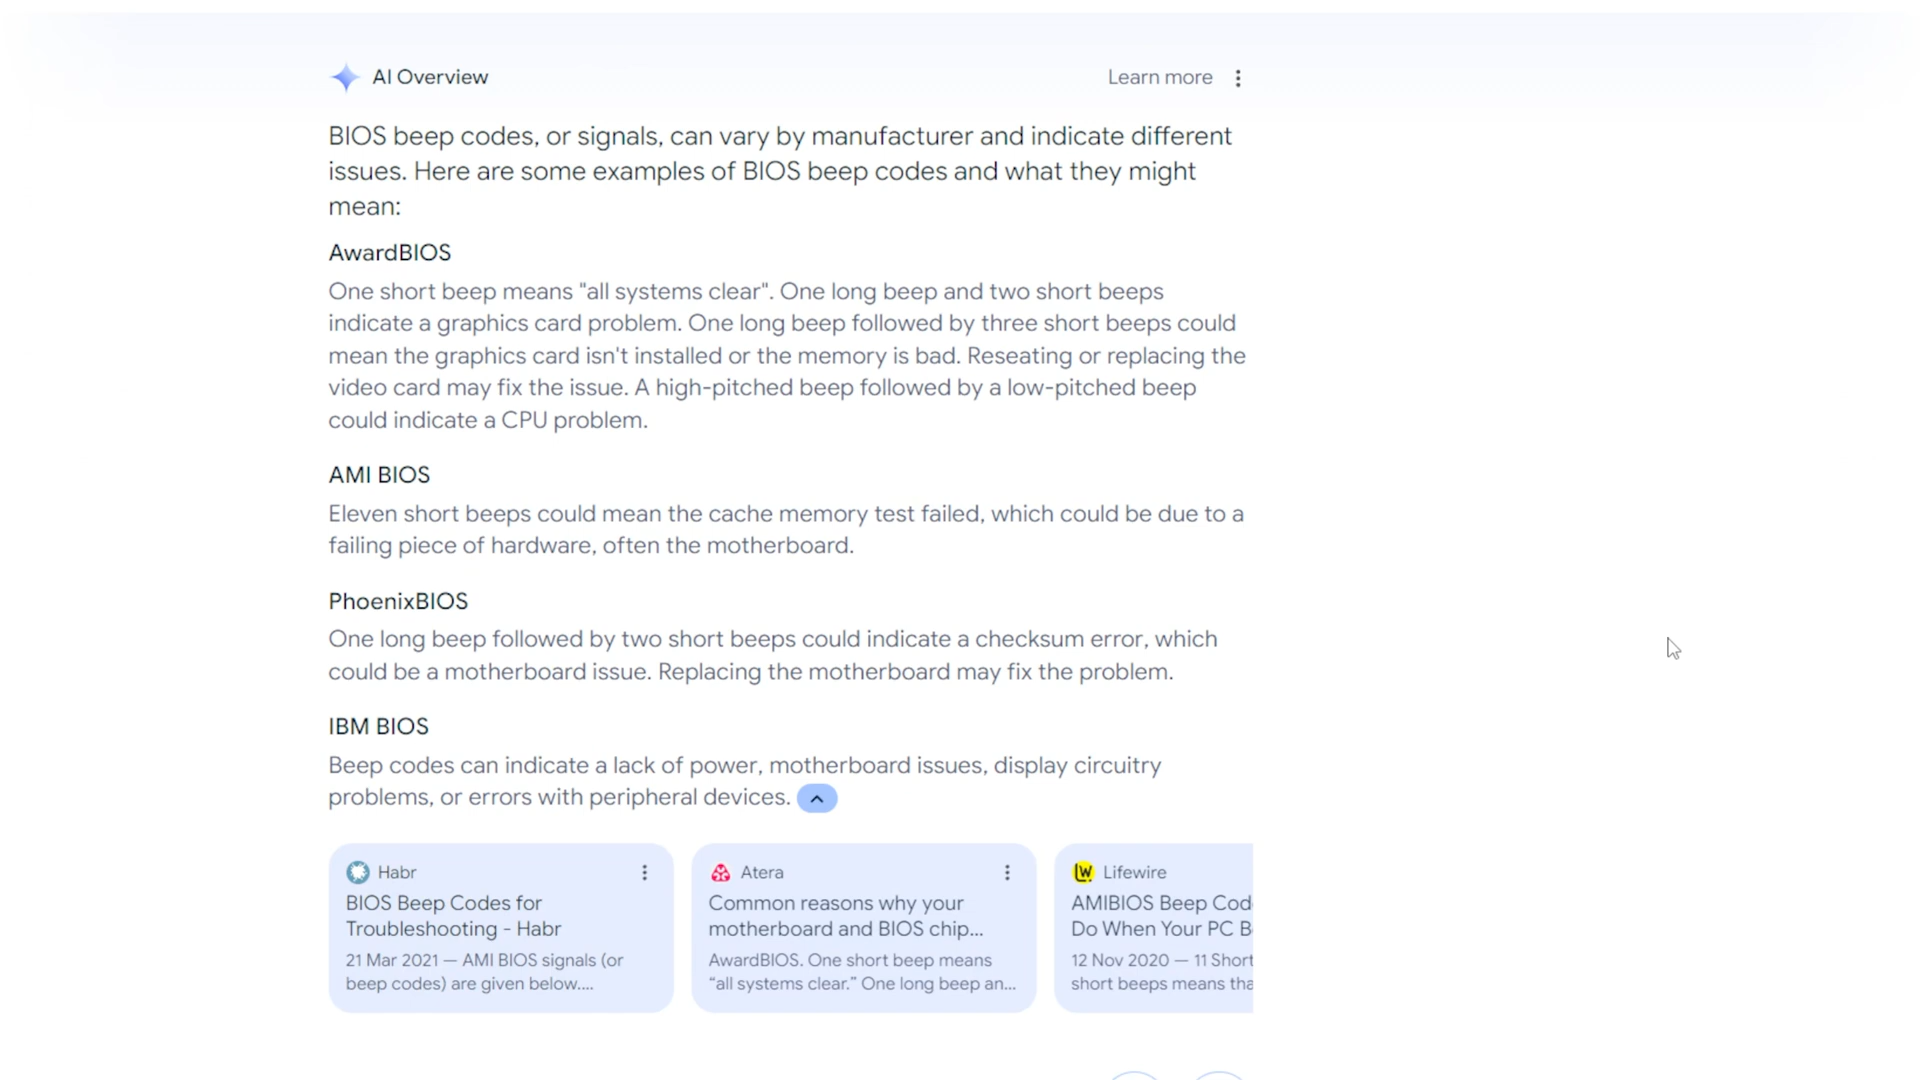 AI Overview
Learn more
BIOS beep codes, or signals, can vary by manufacturer and indicate different
issues. Here are some examples of BIOS beep codes and what they might
mean:
AwardBIOS
One short beep means "all systems clear". One long beep and two short beeps
indicate a graphics card problem. One long beep followed by three short beeps could
mean the graphics card isn't installed or the memory is bad. Reseating or replacing the
video card may fix the issue. A high-pitched beep followed by a low-pitched beep
could indicate a CPU problem.
AMI BIOS
Eleven short beeps could mean the cache memory test failed, which could be due to a
failing piece of hardware, often the motherboard.
PhoenixBIOS
One long beep followed by two short beeps could indicate a checksum error, which
could be a motherboard issue. Replacing the motherboard may fix the problem.
IBM BIOS
Beep codes can indicate a lack of power, motherboard issues, display circuitry
problems, or errors with peripheral devices.
Habr
BIOS Beep Codes for
Troubleshooting - Habr
21 Mar 2021 — AMI BIOS signals (or
beep codes) are given below....
Atera
Common reasons why your
motherboard and BIOS chip...
AwardBIOS. One short beep means
“all systems clear.” One long beep an...
Lifewire
AMIBIOS Beep Cod
Do When Your PC B
12 Nov 2020 — 11 Short
short beeps means tha